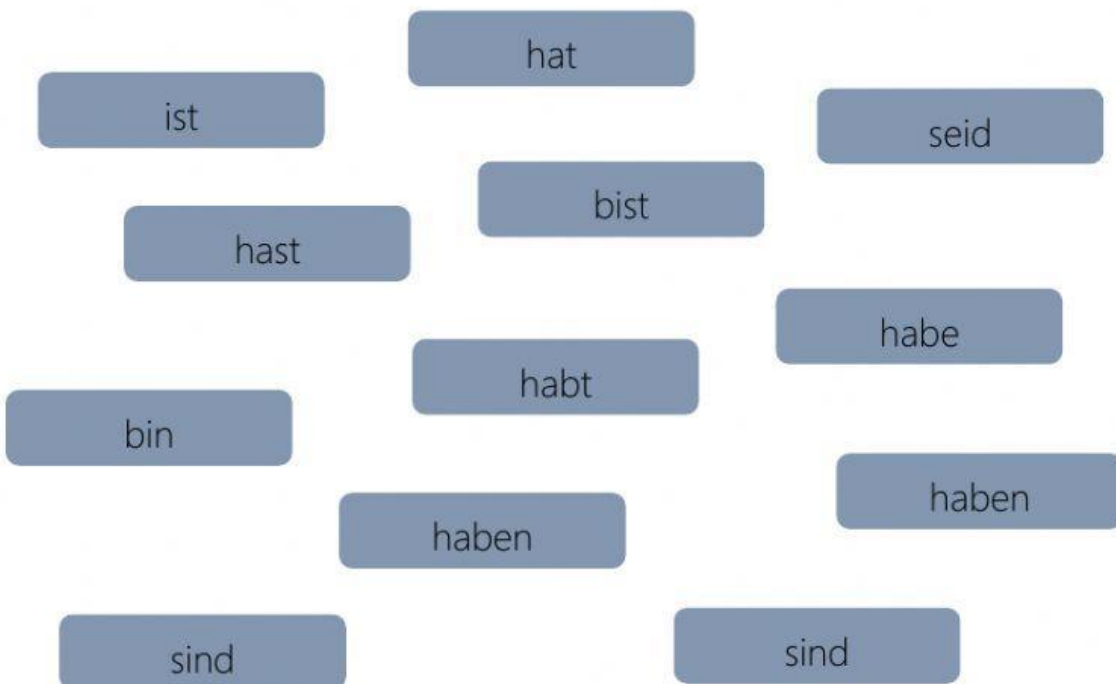 hat
ist
seid
bist
hast
habe
habt
bin
haben
haben
sind
sind